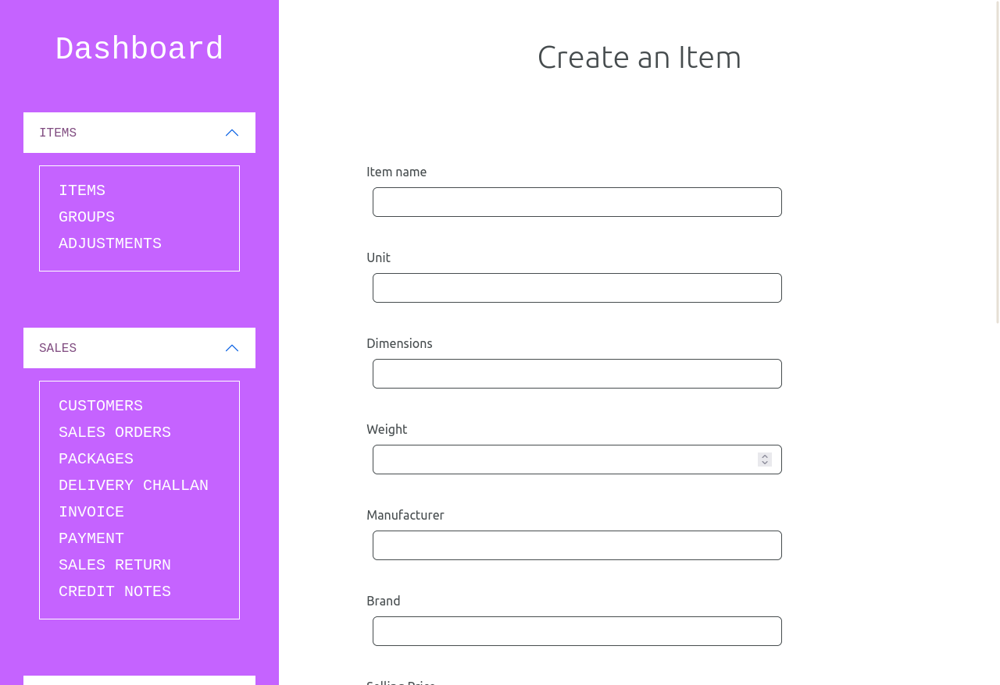 Dashboard
ITEMS
ITEMS
GROUPS
ADJUSTMENTS
SALES
CUSTOMERS
SALES ORDERS
PACKAGES
DELIVERY CHALLAN
INVOICE
PAYMENT
SALES RETURN
CREDIT NOTES
Create an Item
Item name
Unit
Dimensions
Weight
Manufacturer
Brand
Selling Price